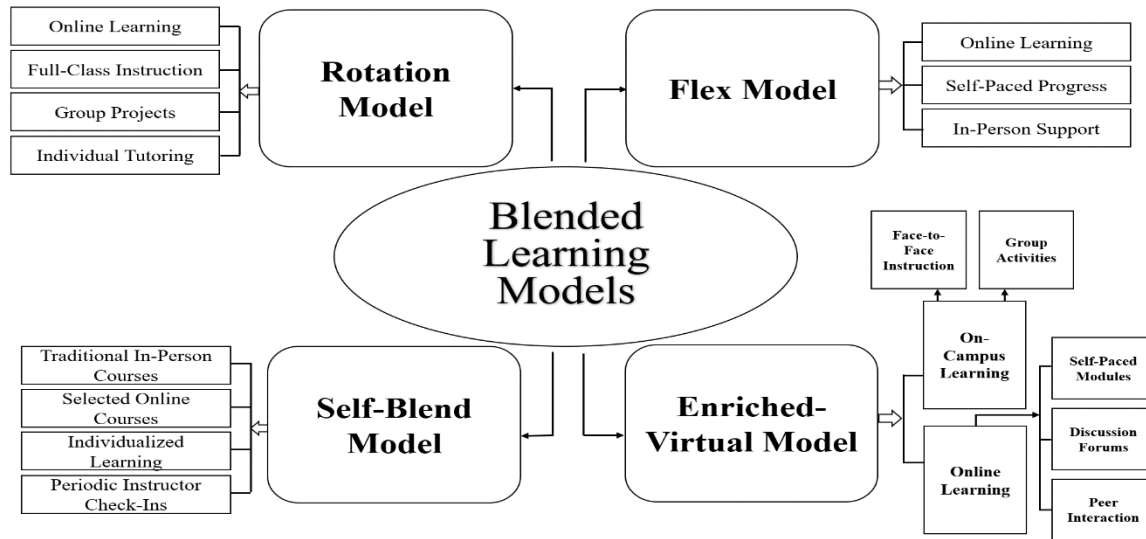 Online Learning
Full-Class Instruction
Group Projects
Individual Tutoring
Rotation
Model
Flex Model
Online Learning
Self-Paced Progress
In-Person Support
Blended
Learning
Models
Face-to-
Face
Instruction
Group
Activities
On-
Campus
Learning
Self-Paced
Modules
Discussion
Forums
Peer
Interaction
Online
Learning
Traditional In-Person
Courses
Selected Online
Courses
Individualized
Learning
Periodic Instructor
Check-Ins
Self-Blend
Model
Enriched-
Virtual Model